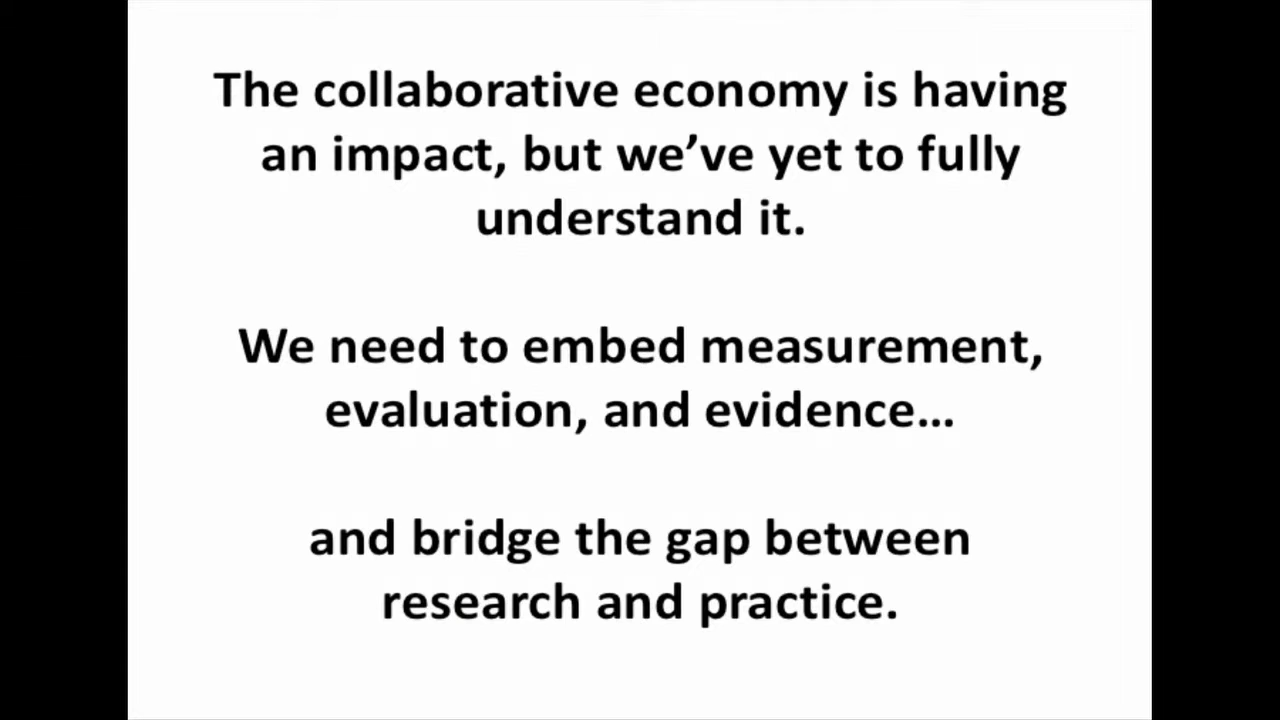 The collaborative economy is having
an impact, but we’ve yet to fully
understand it.
We need to embed measurement,
evaluation, and evidence…
and bridge the gap between
research and practice.